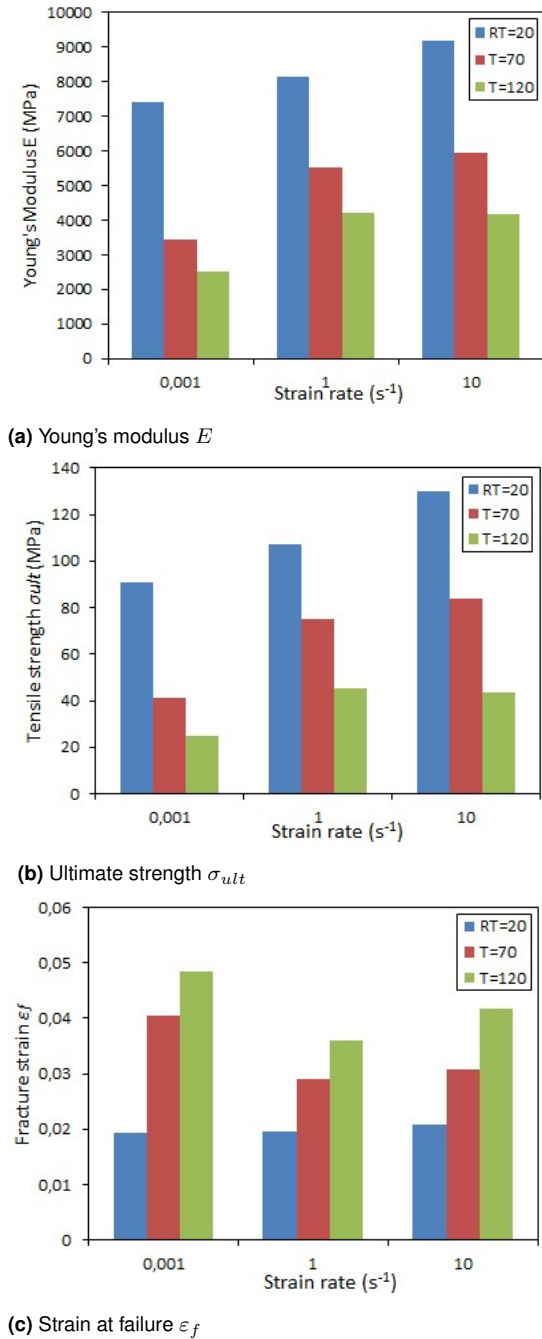 10000
9000
8000
7000
6000
5000
4000
3000
2000
1000
0
Young's Modulus E (MPa)
RT=20
T=70
T=120
0,001
1
10
Strain rate (s⁻¹)
(a) Young's modulus E
140
120
100
80
60
40
20
0
Tensile strength σult (MPa)
RT=20
T=70
T=120
0,001
1
10
Strain rate (s⁻¹)
(b) Ultimate strength σ_ult
0,06
0,05
0,04
0,03
0,02
0,01
0
Fracture strain εf
RT=20
T=70
T=120
0,001
1
10
Strain rate (s⁻¹)
(c) Strain at failure ε_f